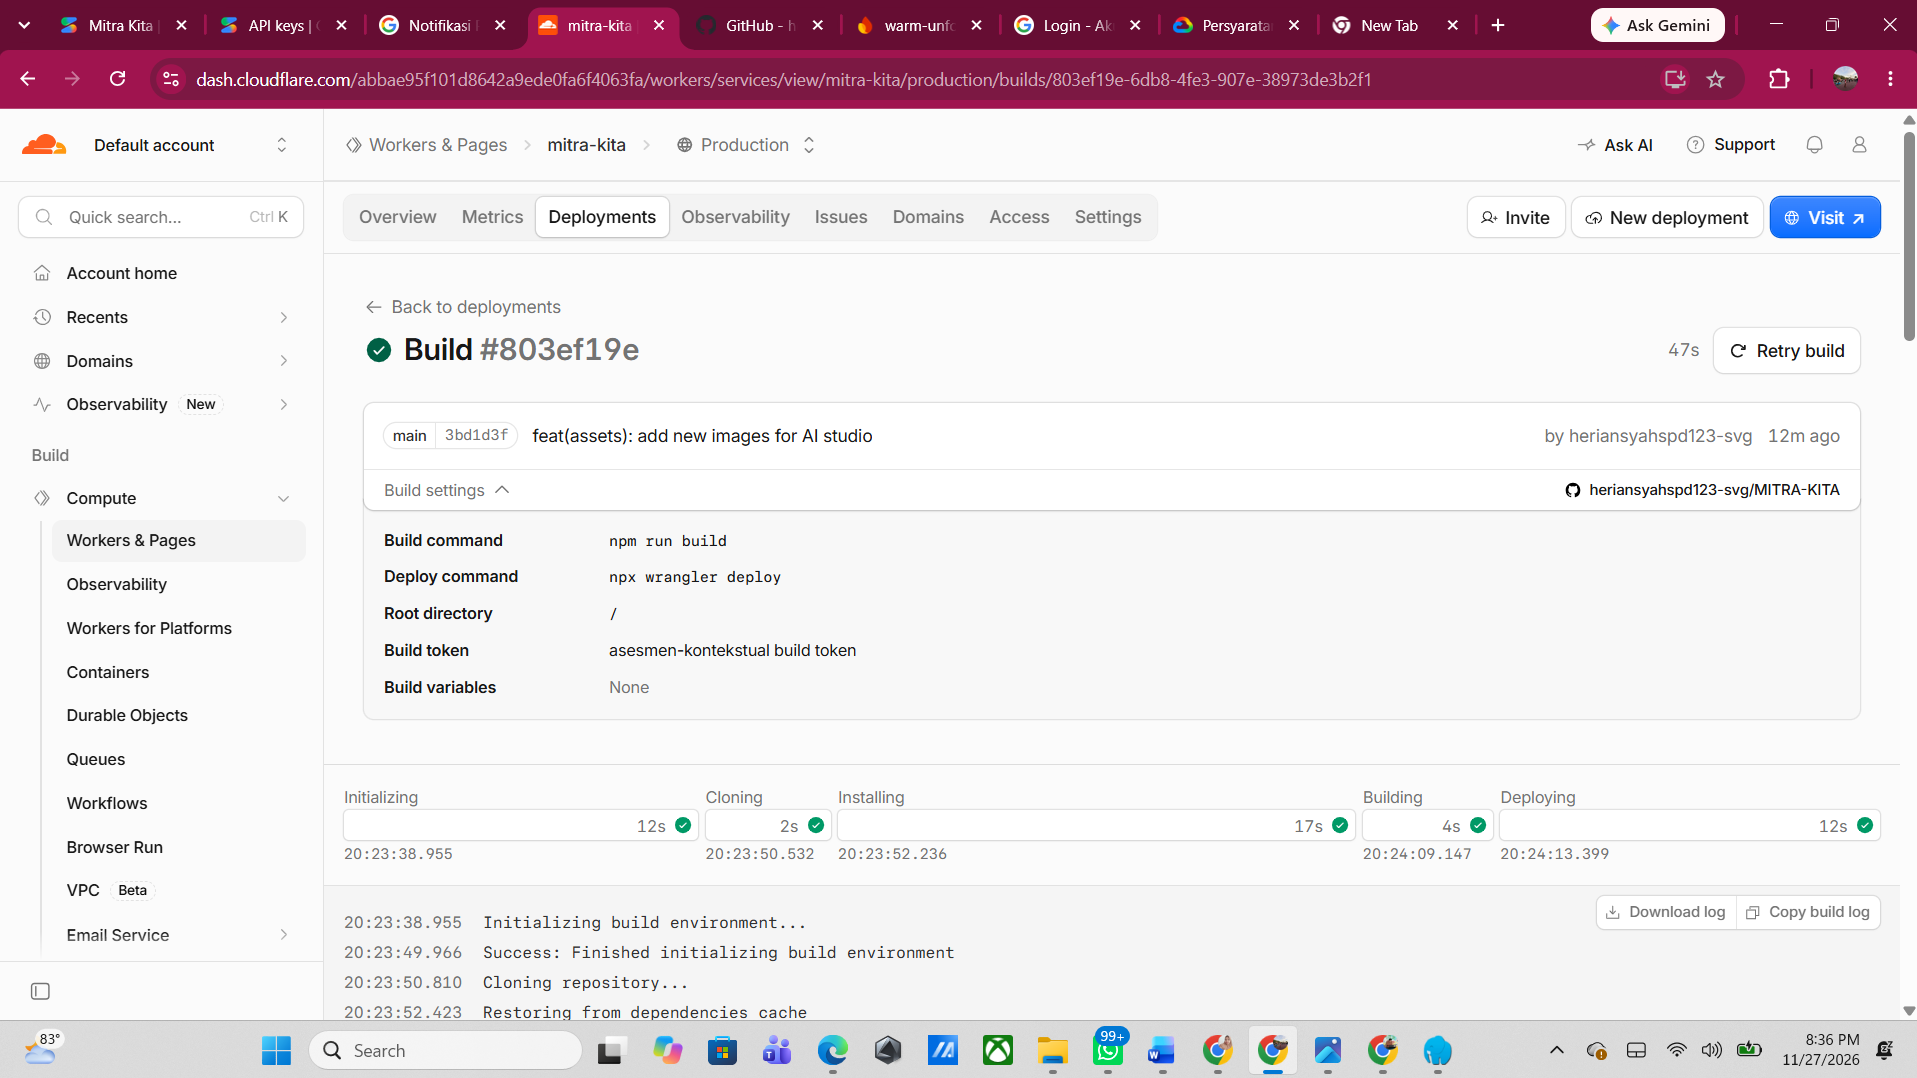 Mitra Kita |
API keys |
Notifikasi
mitra-kita
GitHub - h
warm-unfo
Login - Ak
Persyarata
New Tab
Ask Gemini
dash.cloudflare.com/abbae95f101d8642a9ede0fa6f4063fa/workers/services/view/mitra-kita/production/builds/803ef19e-6db8-4fe3-907e-38973de3b2f1
Default account
Workers & Pages
mitra-kita
Production
Ask AI
Support
Quick search... Ctrl K
Overview Metrics Deployments Observability Issues Domains Access Settings
Invite
New deployment
Visit
Account home
Recents
Domains
Observability New
Build
Compute
Workers & Pages
Observability
Workers for Platforms
Containers
Durable Objects
Queues
Workflows
Browser Run
VPC Beta
Email Service
Back to deployments
Build #803ef19e
47s
Retry build
main 3bd1d3f feat(assets): add new images for AI studio
by heriansyahspd123-svg 12m ago
Build settings
heriansyahspd123-svg/MITRA-KITA
Build command npm run build
Deploy command npx wrangler deploy
Root directory /
Build token asesmen-kontekstual build token
Build variables None
Initializing Cloning Installing Building Deploying
12s 2s 17s 4s 12s
20:23:38.955 20:23:50.532 20:23:52.236 20:24:09.147 20:24:13.399
Download log
Copy build log
20:23:38.955 Initializing build environment...
20:23:49.966 Success: Finished initializing build environment
20:23:50.810 Cloning repository...
20:23:52.423 Restoring from dependencies cache
83°
Search
99+
8:36 PM
11/27/2026